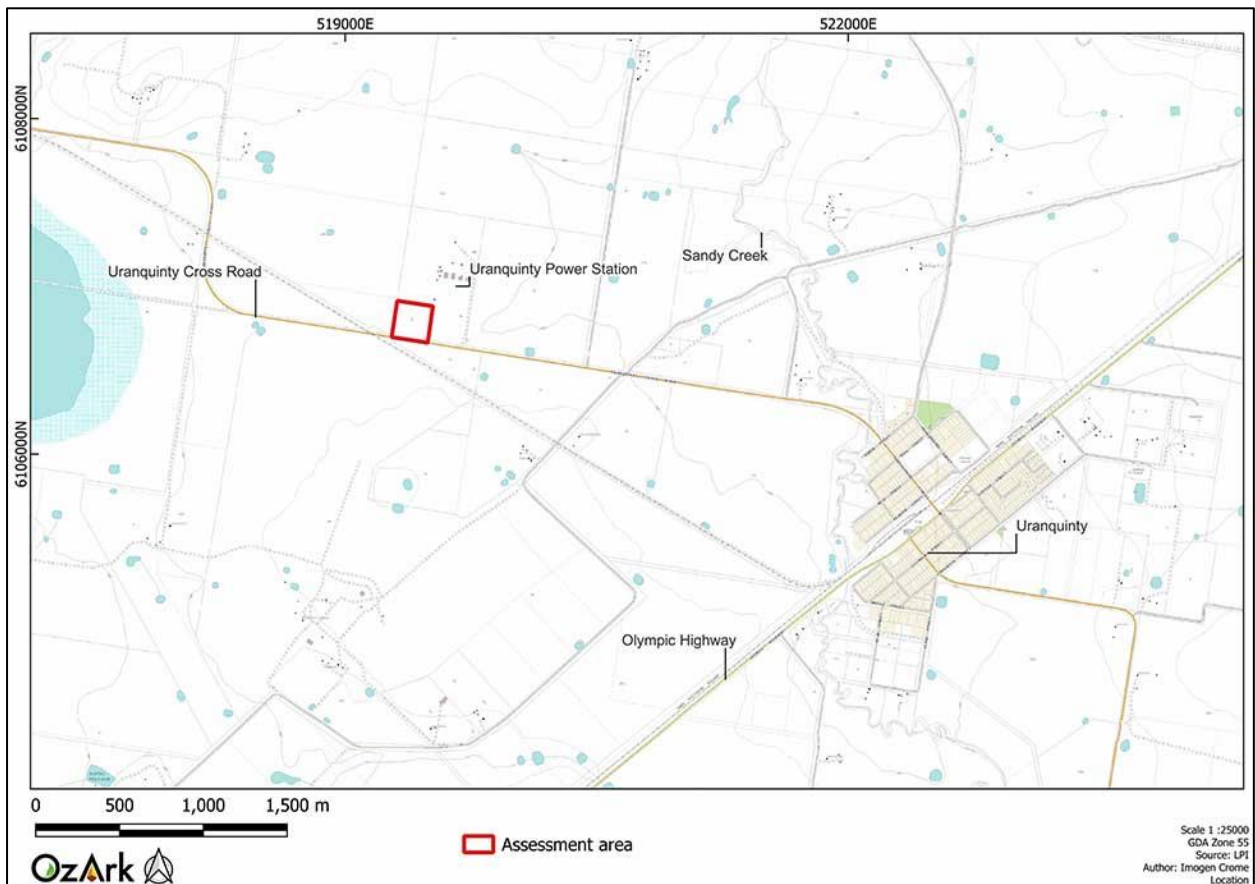 519000E
522000E
6108000N
Sandy Creek
Uranquinty Cross Road
Uranquinty Power Station
6106000N
Uranquinty
Olympic Highway
0 500 1,000 1,500 m
Assessment area
OzArk
Scale 1 :25000
GDA Zone 55
Source: LPI
Author: Imogen Crome
Location